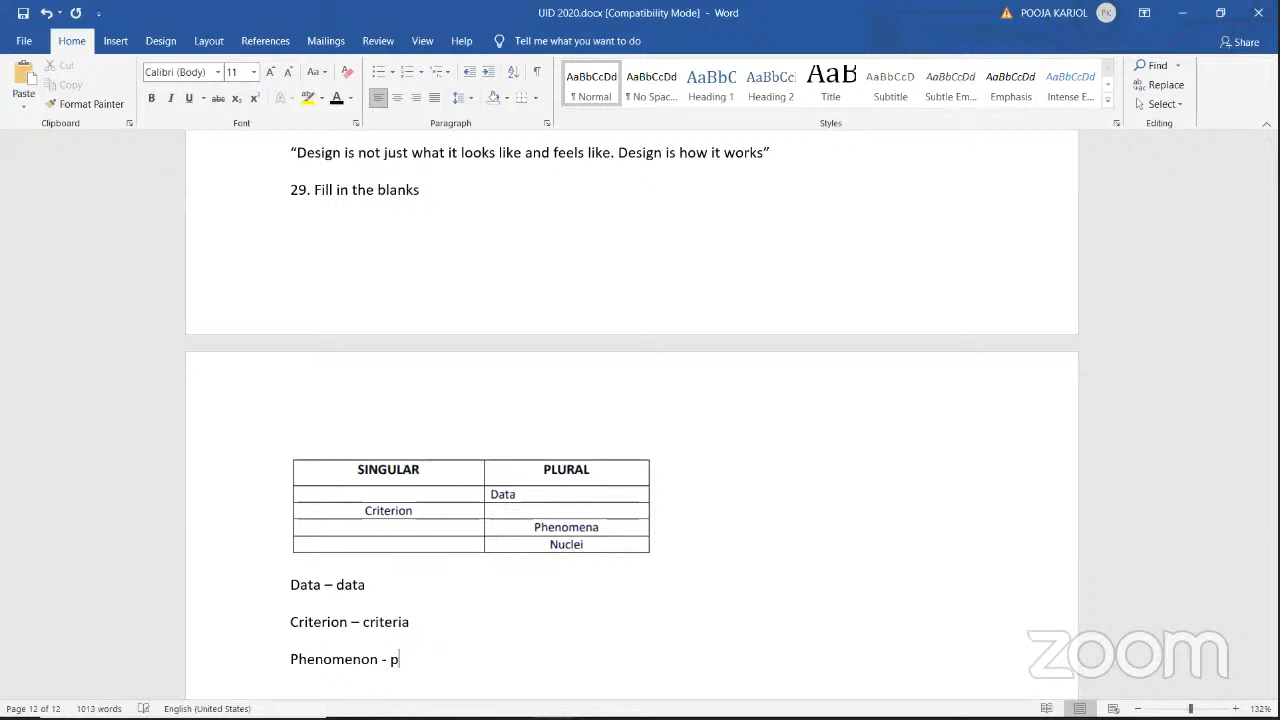 UID 2020.docx [Compatibility Mode] - Word
POOJA KARJOL
PK
File Home Insert Design Layout References Mailings Review View Help Tell me what you want to do
Share
Paste
Cut
Copy
Format Painter
Clipboard
Calibri (Body) 11
Font
Paragraph
AaBbCcDd AaBbCcDd AaBbC AaBbCc AaB AaBbCcD AaBbCcDd AaBbCcDd AaBbCcDd
¶ Normal ¶ No Spac... Heading 1 Heading 2 Title Subtitle Subtle Em... Emphasis Intense E...
Styles
Find
Replace
Select
Editing
“Design is not just what it looks like and feels like. Design is how it works”
29. Fill in the blanks
SINGULAR PLURAL
Data
Criterion
Phenomena
Nuclei
Data – data
Criterion – criteria
Phenomenon - p
zoom
Page 12 of 12 1013 words English (United States) 132%